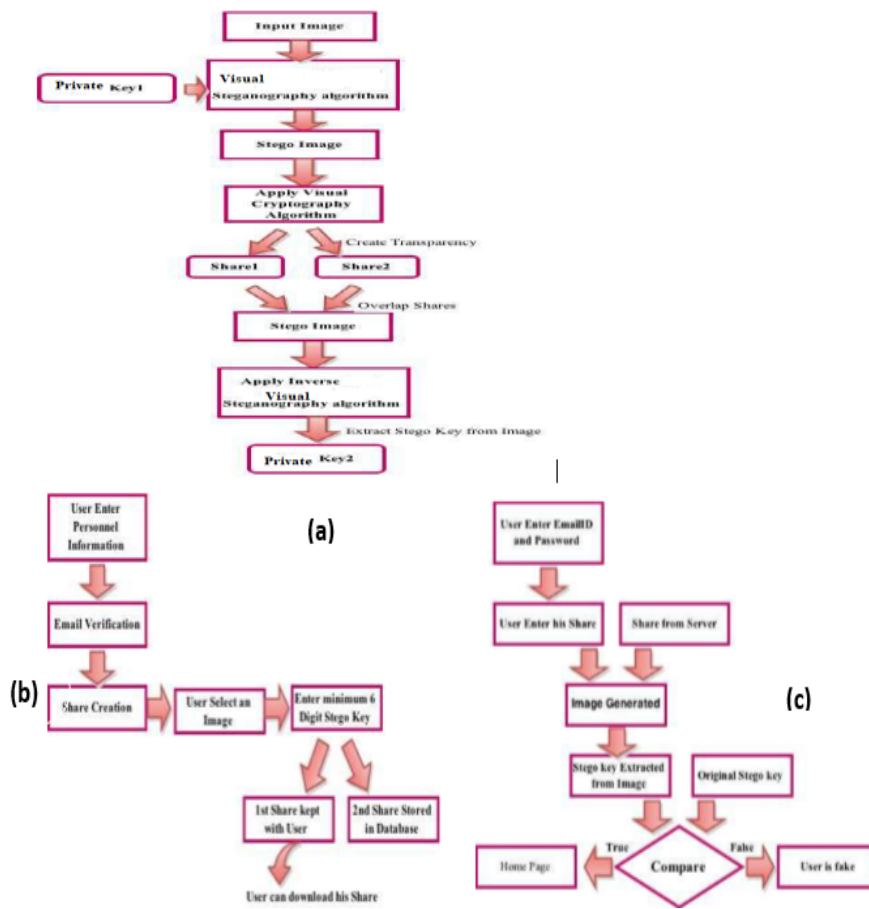 Input Image
Private Key1
Visual
Steganography algorithm
Stego Image
Apply Visual
Cryptography
Algorithm
Create Transparency
Share1
Share2
Overlap Shares
Stego Image
Apply Inverse
Visual
Steganography algorithm
Extract Stego Key from Image
Private Key2
(a)
User Enter
Personnel
Information
Email Verification
(b)
Share Creation
User Select an
Image
Enter minimum 6
Digit Stego Key
1st Share kept
with User
2nd Share Stored
in Database
User can download his Share
User Enter EmailID
and Password
User Enter his Share
Share from Server
Image Generated
(c)
Stego key Extracted
from Image
Original Stego key
True
False
Home Page
Compare
User is fake